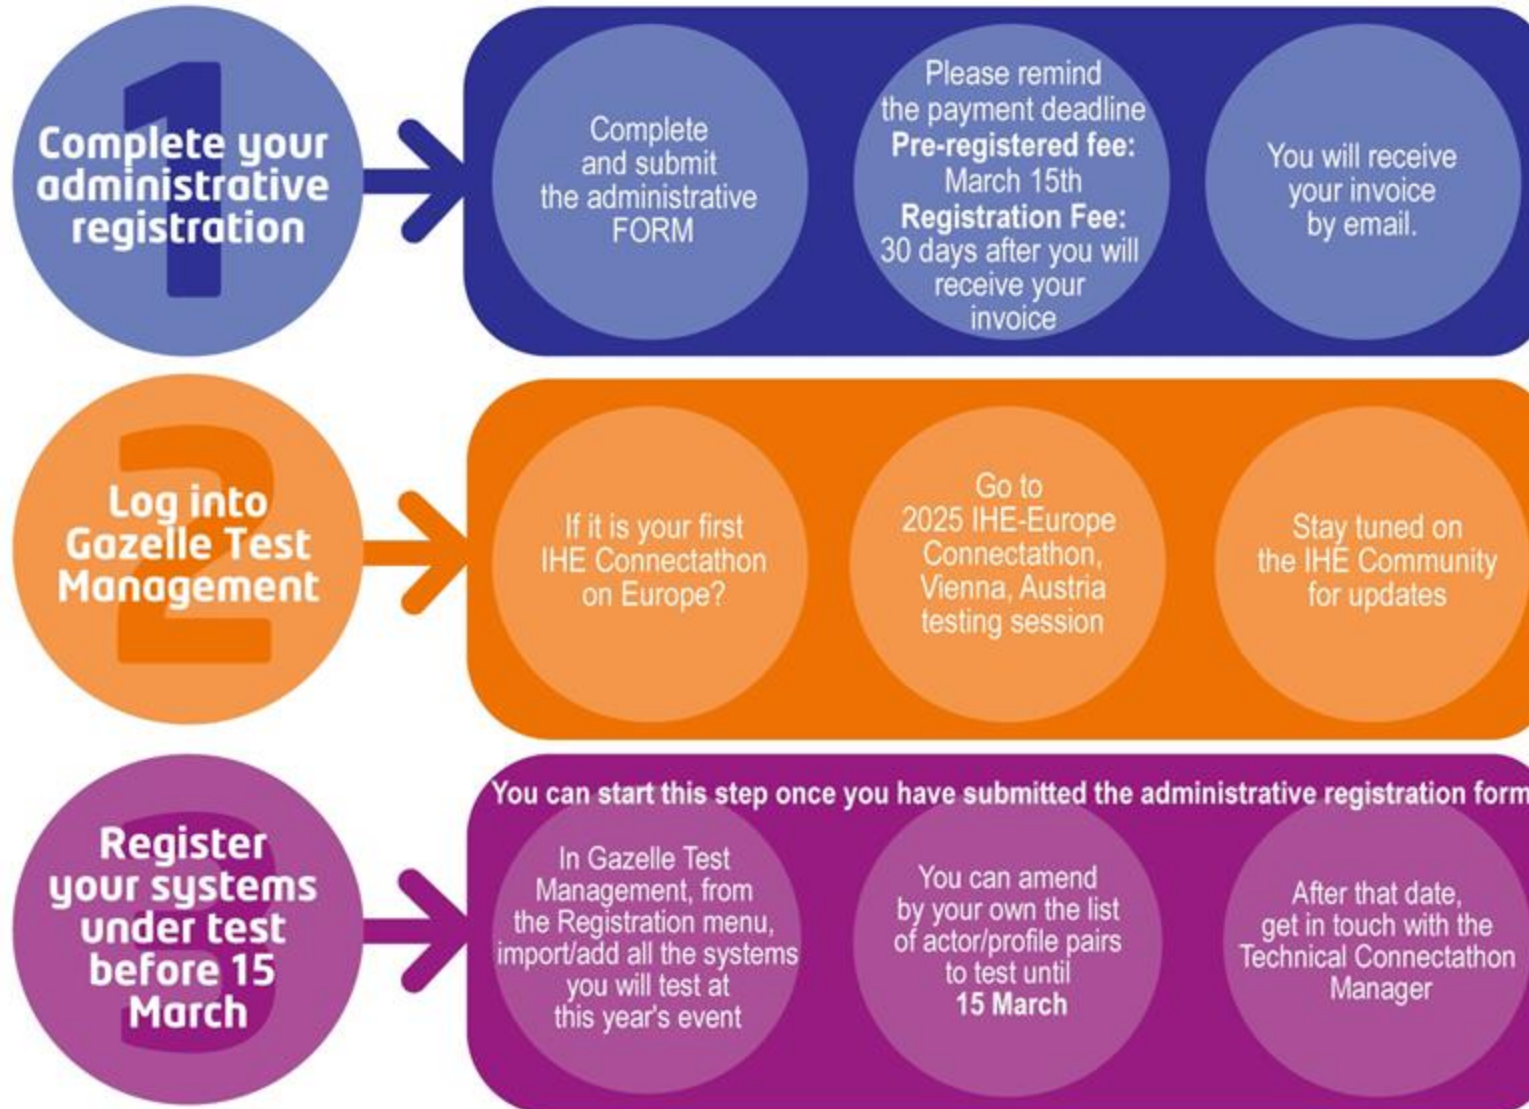 1
Complete your
administrative
registration
Complete
and submit
the administrative
FORM
Please remind
the payment deadline
Pre-registered fee:
March 15th
Registration Fee:
30 days after you will
receive your
invoice
You will receive
your invoice
by email.
2
Log into
Gazelle Test
Management
If it is your first
IHE Connectathon
on Europe?
Go to
2025 IHE-Europe
Connectathon,
Vienna, Austria
testing session
Stay tuned on
the IHE Community
for updates
3
Register
your systems
under test
before 15
March
You can start this step once you have submitted the administrative registration form
In Gazelle Test
Management, from
the Registration menu,
import/add all the systems
you will test at
this year's event
You can amend
by your own the list
of actor/profile pairs
to test until
15 March
After that date,
get in touch with the
Technical Connectathon
Manager